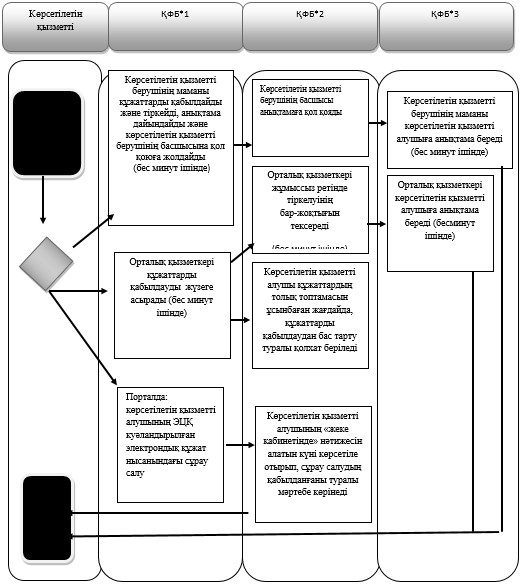 Көрсетілетін
қызметті
ҚФБ*1
ҚФБ*2
ҚФБ*3
Көрсетілетін қызметті
берушінің маманы
құжаттарды қабылдайды
және тіркейді, анықтама
дайындайды және
көрсетілетін қызметті
берушінің басшысына қол
қоюға жолдайды
(бес минут ішінде)
Көрсетілетін қызметті
берушінің басшысы
анықтамаға қол қояды
Көрсетілетін қызметті
берушінің маманы
көрсетілетін қызметті
алушыға анықтама береді
(бес минут ішінде)
Орталық қызметкері
жұмыссыз ретінде
тіркелуінің
бар-жоқтығын
тексереді
(бес минут ішінде)
Орталық қызметкері
көрсетілетін қызметті
алушыға анықтама
береді (бесминут
ішінде)
Орталық қызметкері
құжаттарды
қабылдауды жүзеге
асырады (бес минут
ішінде)
Көрсетілетін қызметті
алушы құжаттардың
толық топтамасын
ұсынбаған жағдайда,
құжаттарды
қабылдаудан бас тарту
туралы қолхат беріледі
Порталда:
көрсетілетін қызметті
алушының ЭЦҚ
куәландырылған
электрондық құжат
нысанындағы сұрау
салу
Көрсетілетін қызметті
алушының «жеке
кабинетінде» нәтижесін
алатын күні көрсетіле
отырып, сұрау салудың
қабылданғаны туралы
мәртебе көрінеді